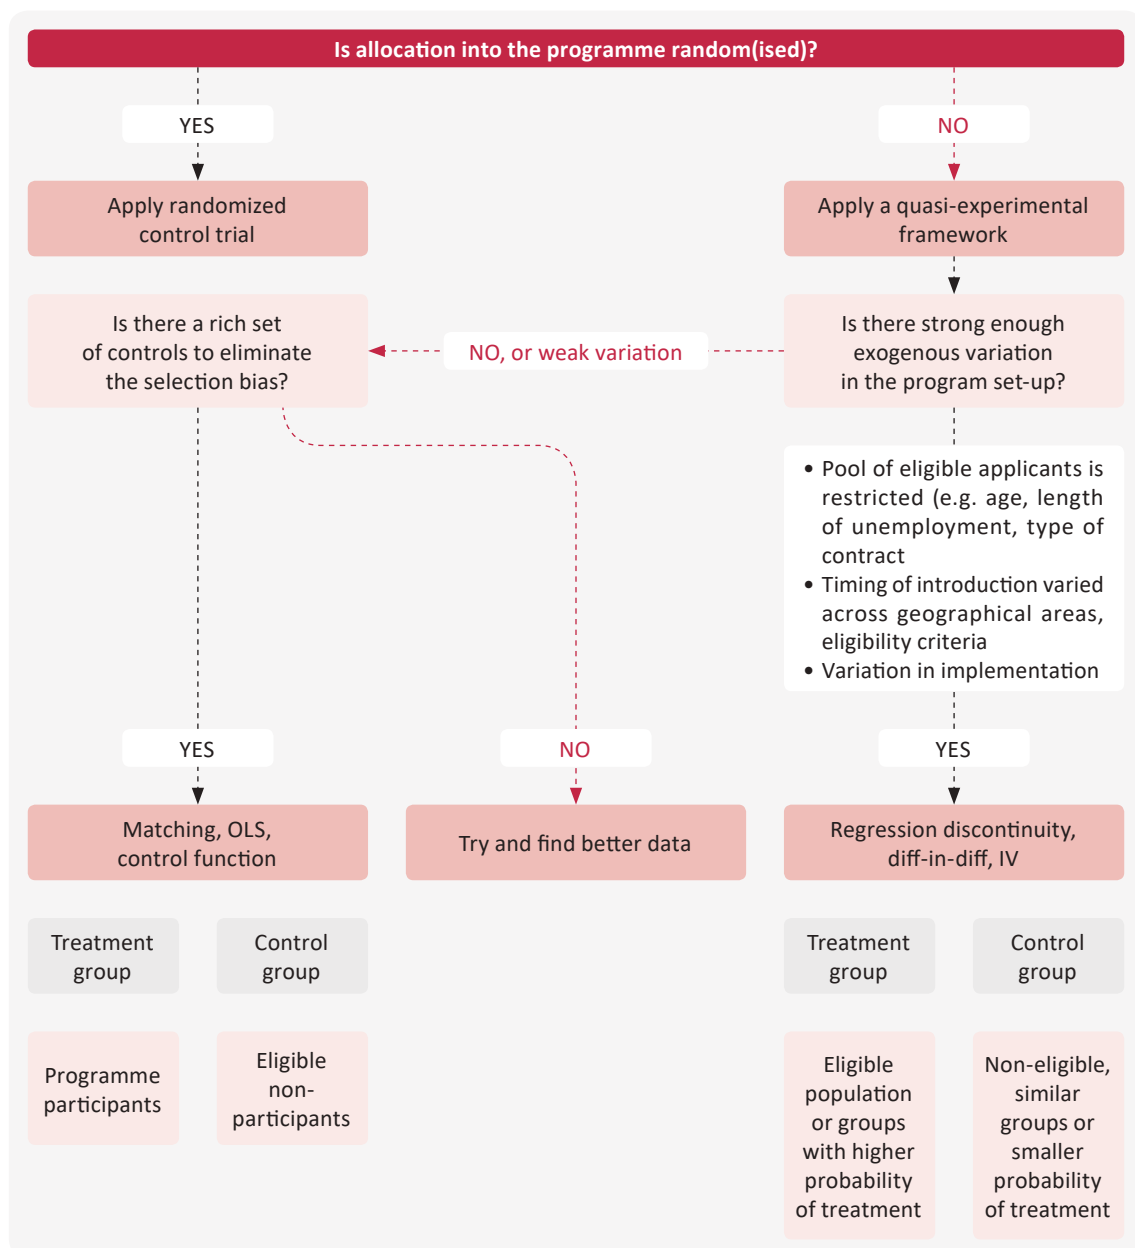 Is allocation into the programme random(ised)?
YES
NO
Apply randomized
control trial
Apply a quasi-experimental
framework
Is there a rich set
of controls to eliminate
the selection bias?
NO, or weak variation
Is there strong enough
exogenous variation
in the program set-up?
• Pool of eligible applicants is
restricted (e.g. age, length
of unemployment, type of
contract
• Timing of introduction varied
across geographical areas,
eligibility criteria
• Variation in implementation
YES
NO
YES
Matching, OLS,
control function
Try and find better data
Regression discontinuity,
diff-in-diff, IV
Treatment
group
Control
group
Treatment
group
Control
group
Programme
participants
Eligible
non-
participants
Eligible
population
or groups
with higher
probability
of treatment
Non-eligible,
similar
groups or
smaller
probability
of treatment